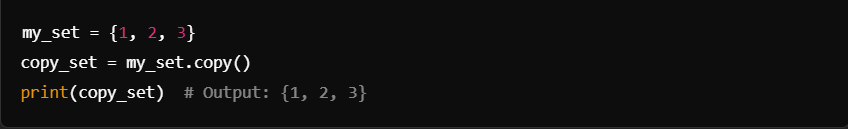 my_set = {1, 2, 3}
copy_set = my_set.copy()
print(copy_set)  # Output: {1, 2, 3}